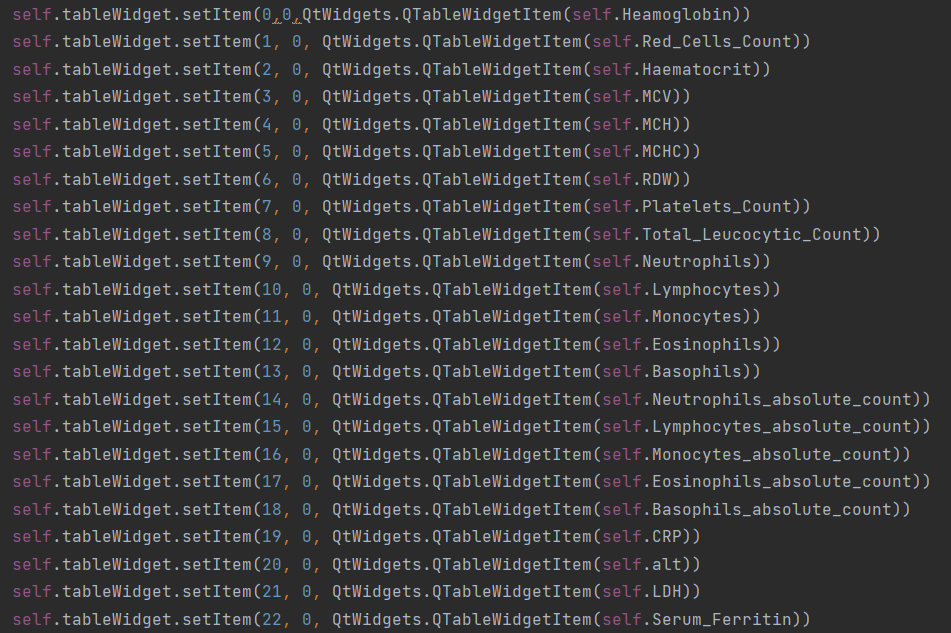 self.tableWidget.setItem(0,0,QtWidgets.QTableWidgetItem(self.Heamoglobin))
self.tableWidget.setItem(1, 0, QtWidgets.QTableWidgetItem(self.Red_Cells_Count))
self.tableWidget.setItem(2, 0, QtWidgets.QTableWidgetItem(self.Haematocrit))
self.tableWidget.setItem(3, 0, QtWidgets.QTableWidgetItem(self.MCV))
self.tableWidget.setItem(4, 0, QtWidgets.QTableWidgetItem(self.MCH))
self.tableWidget.setItem(5, 0, QtWidgets.QTableWidgetItem(self.MCHC))
self.tableWidget.setItem(6, 0, QtWidgets.QTableWidgetItem(self.RDW))
self.tableWidget.setItem(7, 0, QtWidgets.QTableWidgetItem(self.Platelets_Count))
self.tableWidget.setItem(8, 0, QtWidgets.QTableWidgetItem(self.Total_Leucocytic_Count))
self.tableWidget.setItem(9, 0, QtWidgets.QTableWidgetItem(self.Neutrophils))
self.tableWidget.setItem(10, 0, QtWidgets.QTableWidgetItem(self.Lymphocytes))
self.tableWidget.setItem(11, 0, QtWidgets.QTableWidgetItem(self.Monocytes))
self.tableWidget.setItem(12, 0, QtWidgets.QTableWidgetItem(self.Eosinophils))
self.tableWidget.setItem(13, 0, QtWidgets.QTableWidgetItem(self.Basophils))
self.tableWidget.setItem(14, 0, QtWidgets.QTableWidgetItem(self.Neutrophils_absolute_count))
self.tableWidget.setItem(15, 0, QtWidgets.QTableWidgetItem(self.Lymphocytes_absolute_count))
self.tableWidget.setItem(16, 0, QtWidgets.QTableWidgetItem(self.Monocytes_absolute_count))
self.tableWidget.setItem(17, 0, QtWidgets.QTableWidgetItem(self.Eosinophils_absolute_count))
self.tableWidget.setItem(18, 0, QtWidgets.QTableWidgetItem(self.Basophils_absolute_count))
self.tableWidget.setItem(19, 0, QtWidgets.QTableWidgetItem(self.CRP))
self.tableWidget.setItem(20, 0, QtWidgets.QTableWidgetItem(self.alt))
self.tableWidget.setItem(21, 0, QtWidgets.QTableWidgetItem(self.LDH))
self.tableWidget.setItem(22, 0, QtWidgets.QTableWidgetItem(self.Serum_Ferritin))